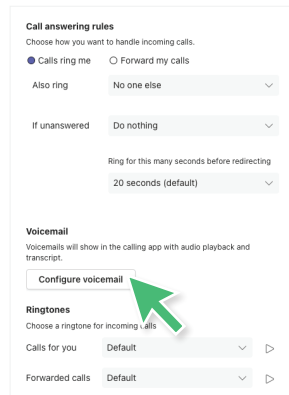 Call answering rules
Choose how you want to handle incoming calls.
Calls ring me Forward my calls
Also ring No one else
If unanswered Do nothing
Ring for this many seconds before redirecting
20 seconds (default)
Voicemail
Voicemails will show in the calling app with audio playback and
transcript.
Configure voicemail
Ringtones
Choose a ringtone for incoming calls
Calls for you Default
Forwarded calls Default